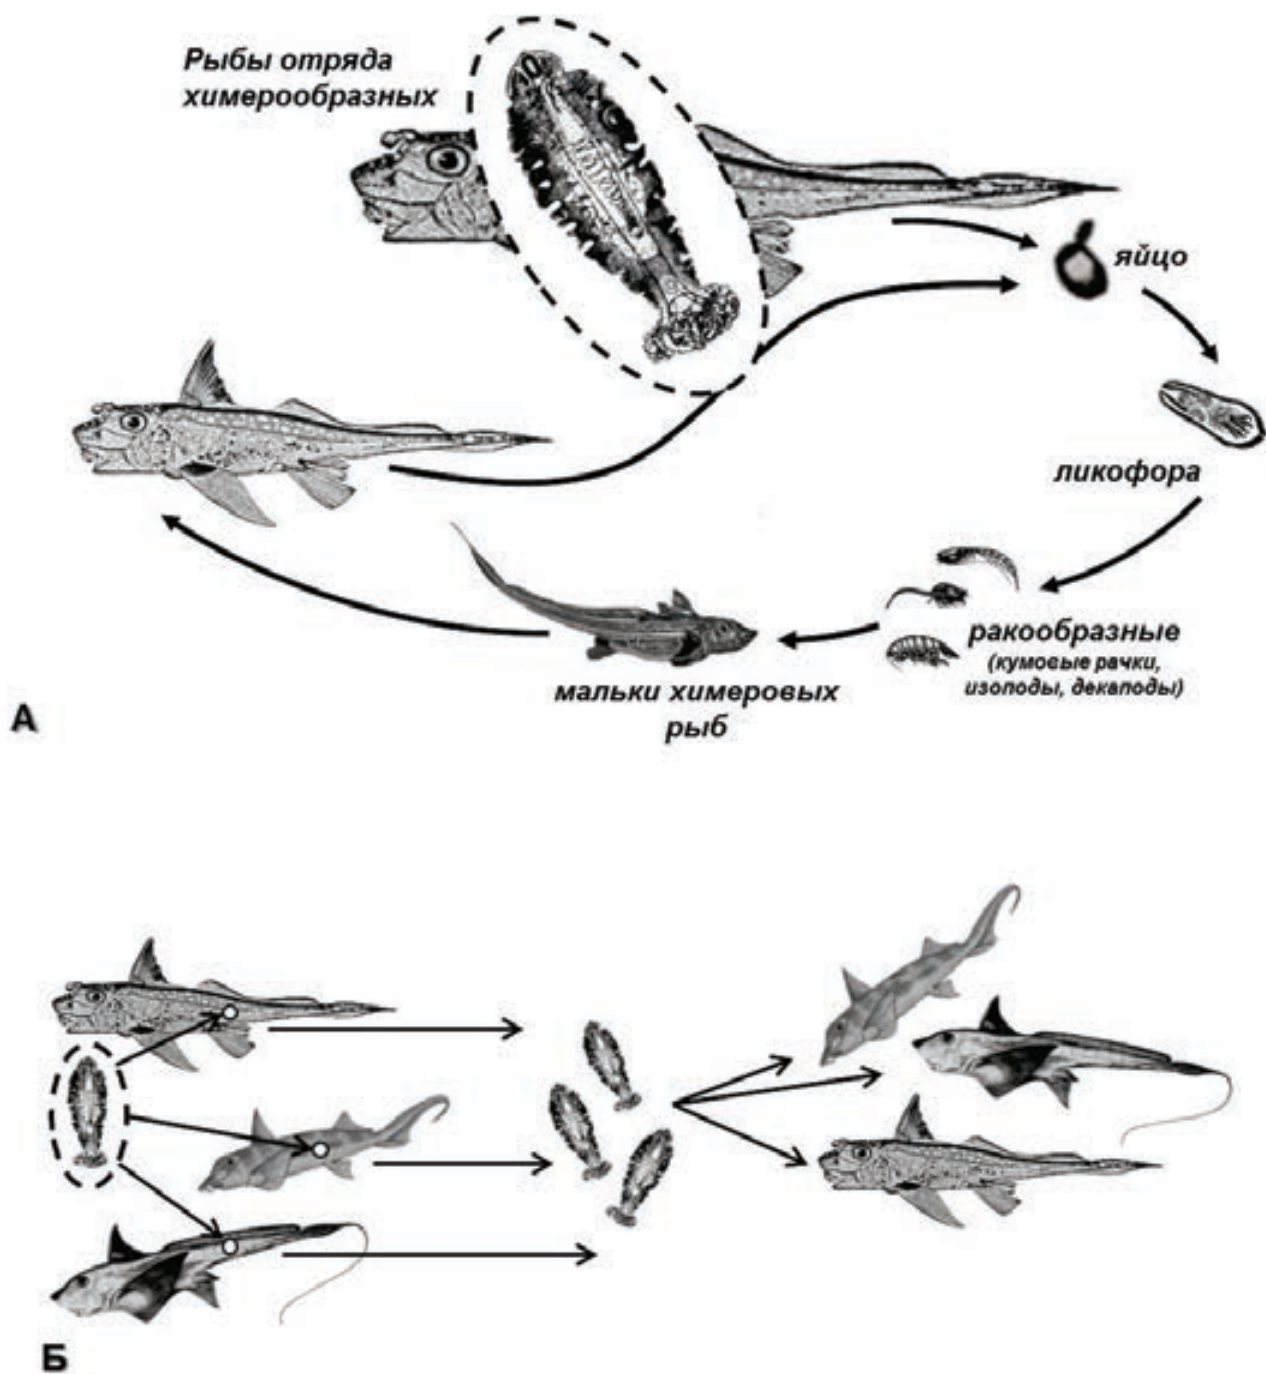 Рыбы отряда
химерообразных
яйцо
ликофора
ракообразные
(кумовые рачки,
изоподы, декаподы)
мальки химеровых
рыб
А
Б